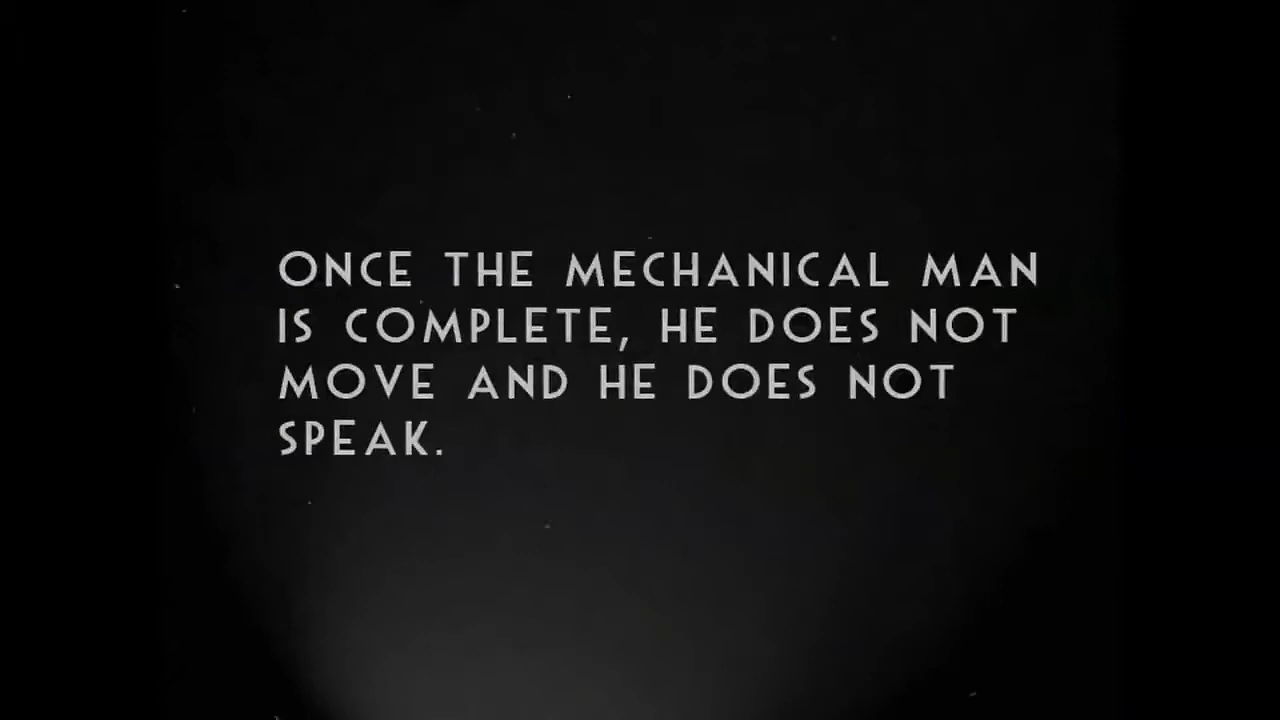 ONCE THE MECHANICAL MAN
IS COMPLETE, HE DOES NOT
MOVE AND HE DOES NOT
SPEAK.